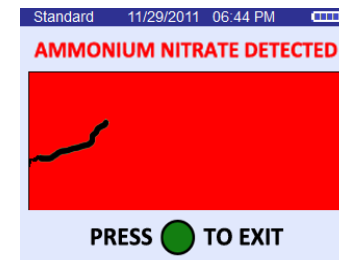 Standard 11/29/2011 06:44 PM
AMMONIUM NITRATE DETECTED
PRESS TO EXIT